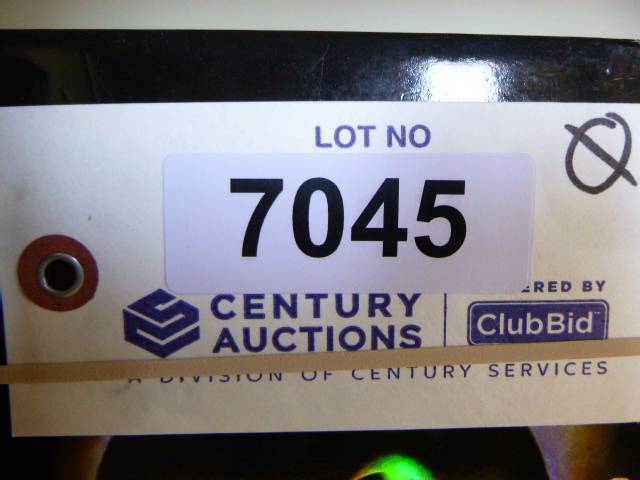 LOT NO
7045
CENTURY
AUCTIONS
ERED BY
ClubBid
A DIVISION OF CENTURY SERVICES